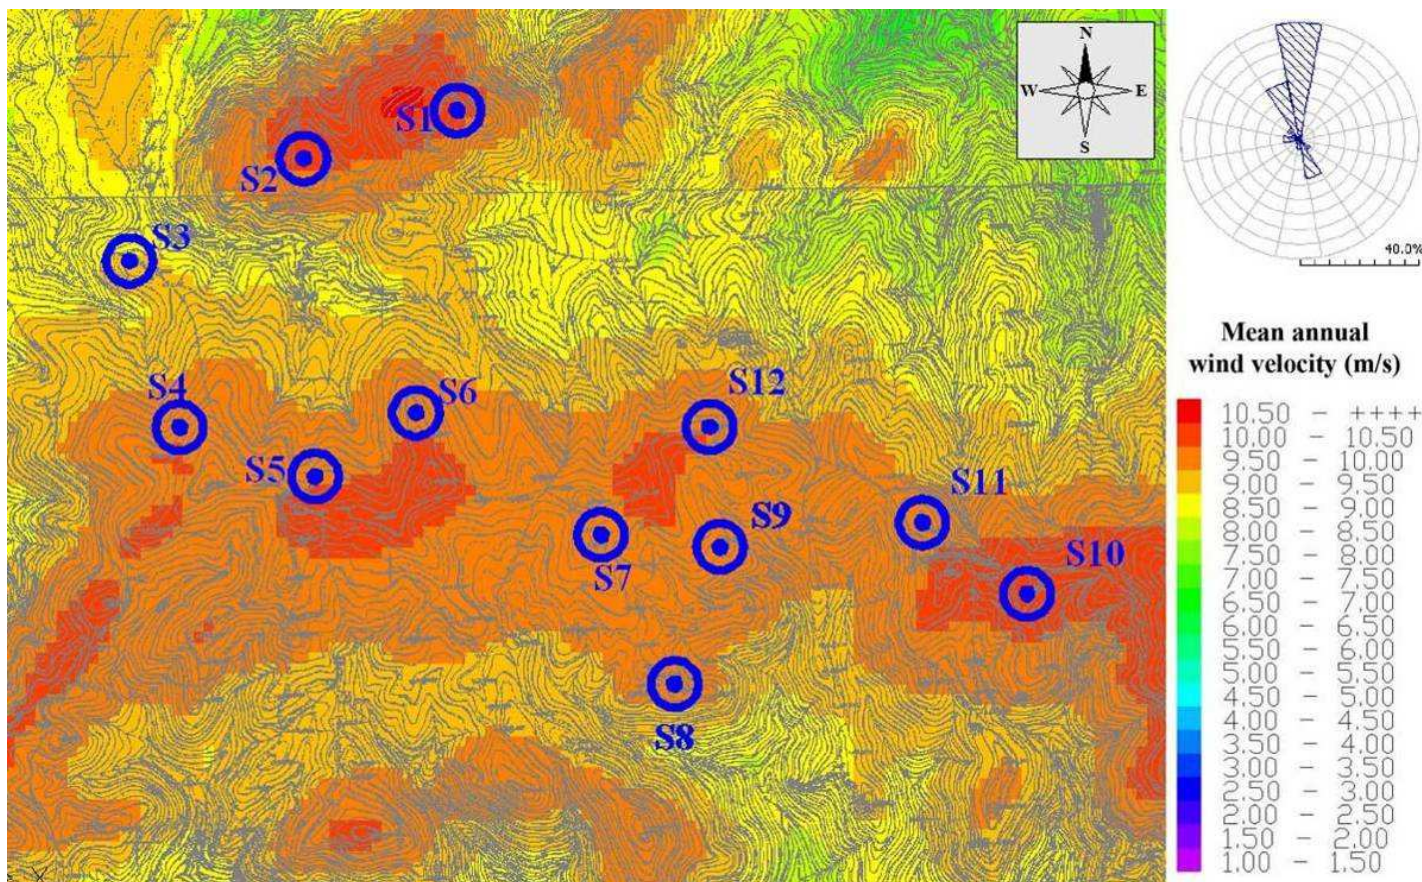 N
W E
S
S1
S2
S3
S4
S6
S12
S5
S11
S9
S7
S10
S8
40.0%
Mean annual
wind velocity (m/s)
10.50 - ++++
10.00 - 10.50
9.50 - 10.00
9.00 - 9.50
8.50 - 9.00
8.00 - 8.50
7.50 - 8.00
7.00 - 7.50
6.50 - 7.00
6.00 - 6.50
5.50 - 6.00
5.00 - 5.50
4.50 - 5.00
4.00 - 4.50
3.50 - 4.00
3.00 - 3.50
2.50 - 3.00
2.00 - 2.50
1.50 - 2.00
1.00 - 1.50